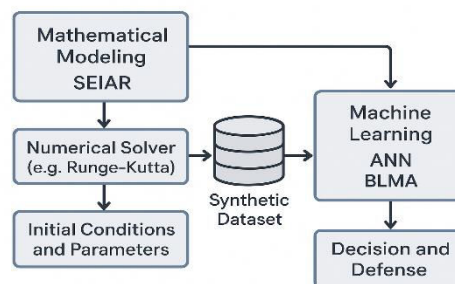 Mathematical
Modeling
SEIAR
Numerical Solver
(e.g. Runge-Kutta)
Initial Conditions
and Parameters
Synthetic
Dataset
Machine
Learning
ANN
BLMA
Decision and
Defense